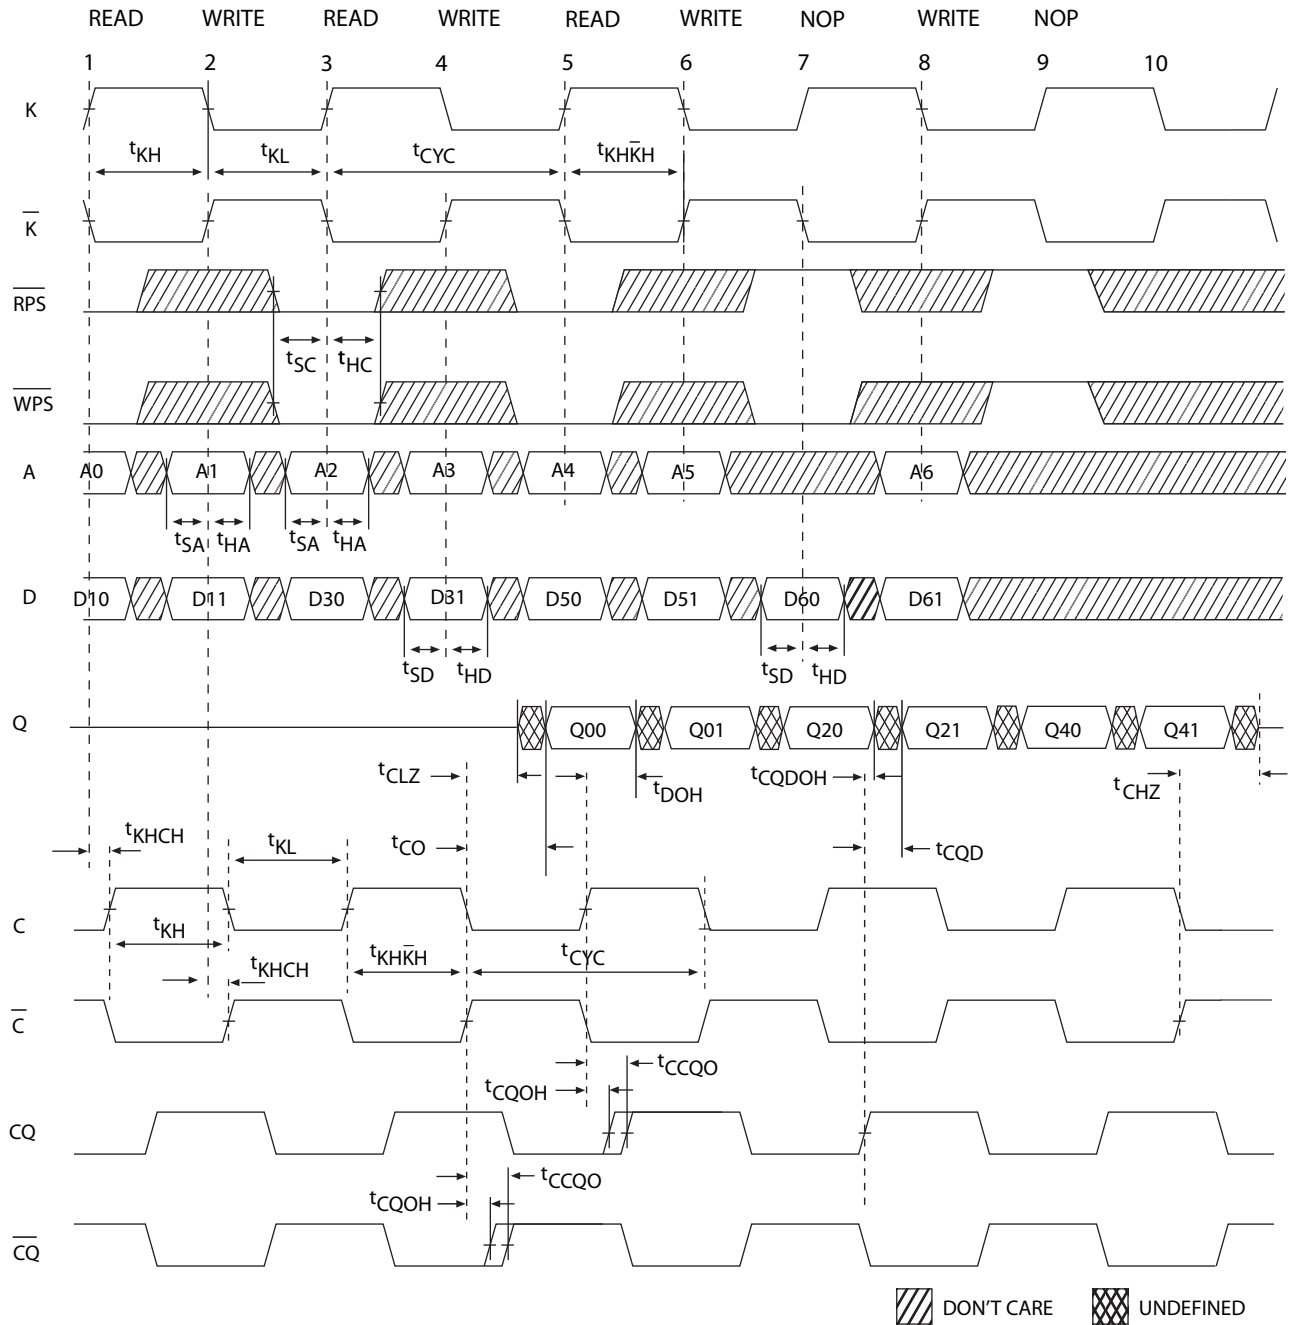 READ WRITE READ WRITE READ WRITE NOP WRITE NOP
1 2 3 4 5 6 7 8 9 10
K
tKH tKL tCYC tKHK̅H
K̅
R̅P̅S̅
tSC tHC
W̅P̅S̅
A A0 A1 A2 A3 A4 A5 A6
tSA tHA tSA tHA
D D10 D11 D30 D31 D50 D51 D60 D61
tSD tHD tSD tHD
Q Q00 Q01 Q20 Q21 Q40 Q41
tCLZ tDOH tCQDOH tCHZ
tKHCH tKL tCO tCQD
C
tKH tKHK̅H tCYC
tKHCH
C̅
tCCQO
tCQOH
CQ
tCCQO
tCQOH
C̅Q̅
DON'T CARE UNDEFINED